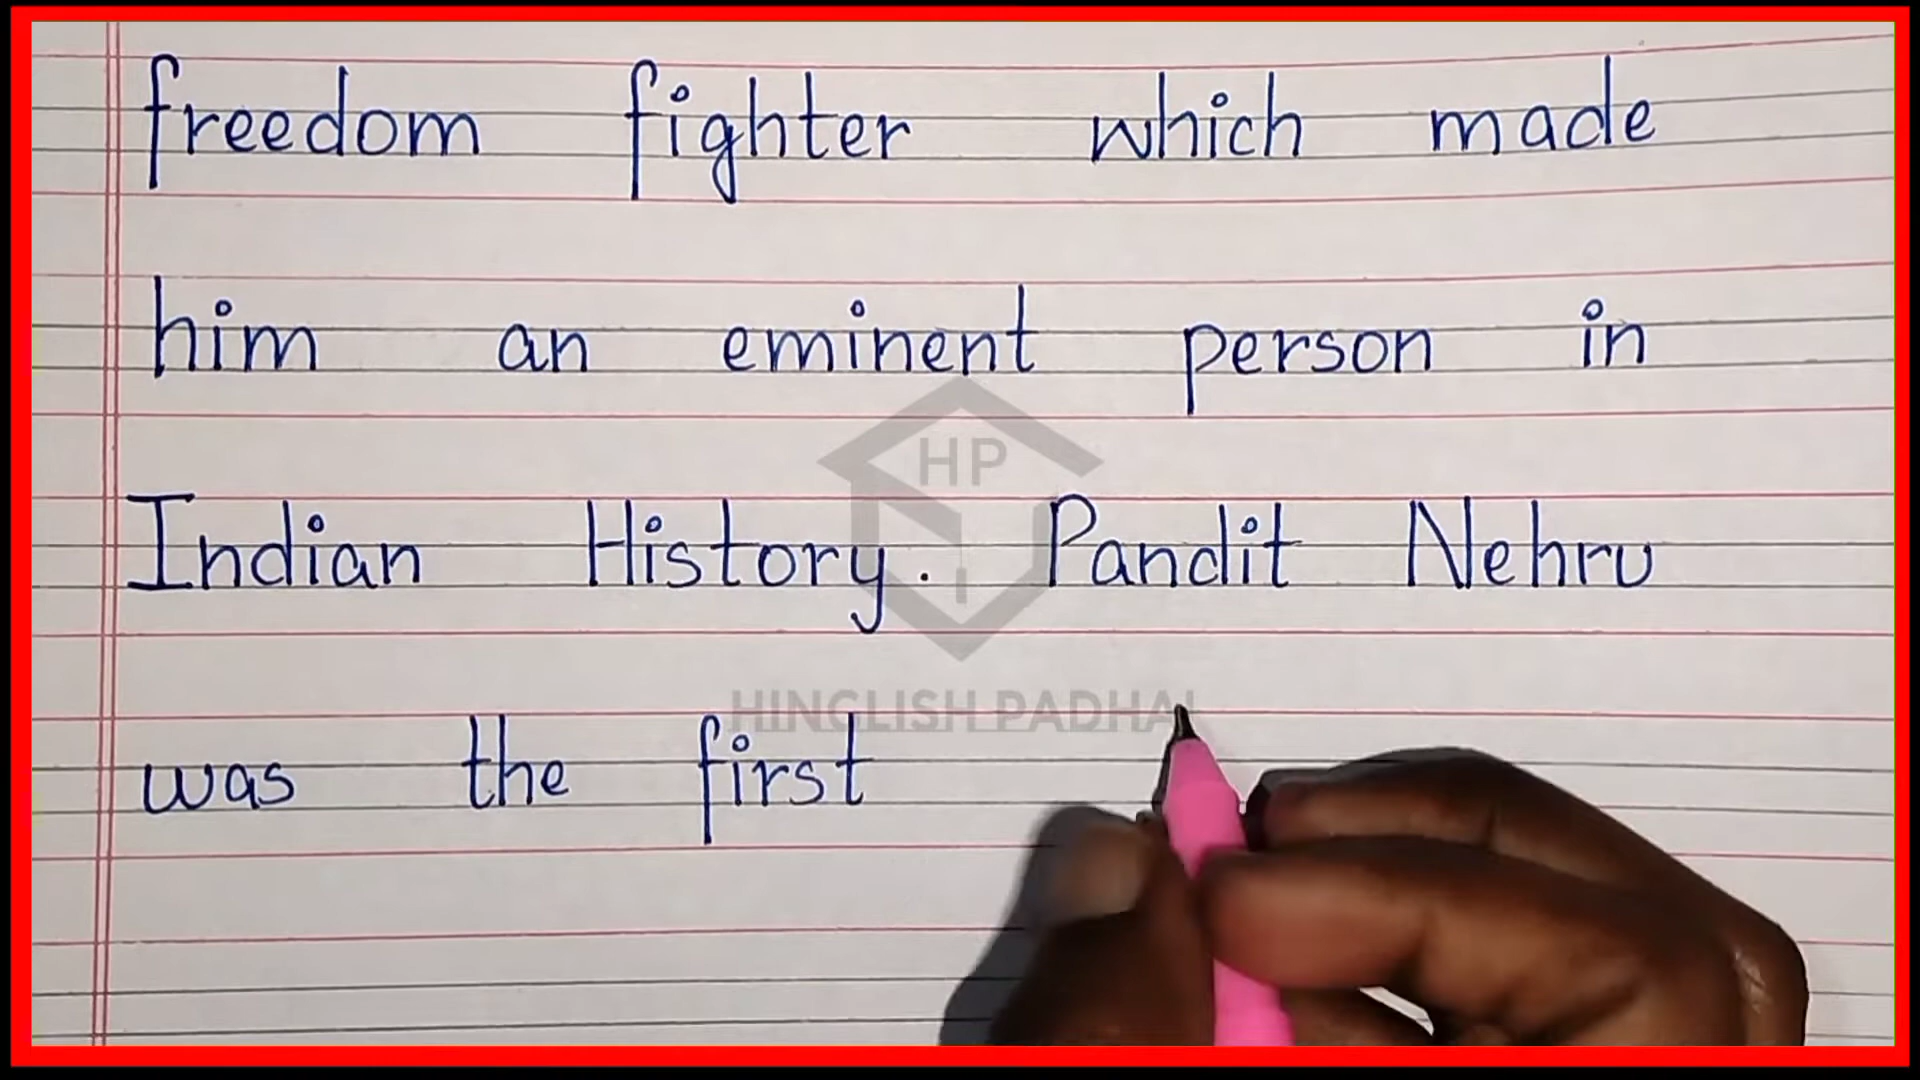 freedom fighter which made
him an eminent person in
HP
Indian History. Pandit Nehru
I
HINGLISH PADHAI
was the first